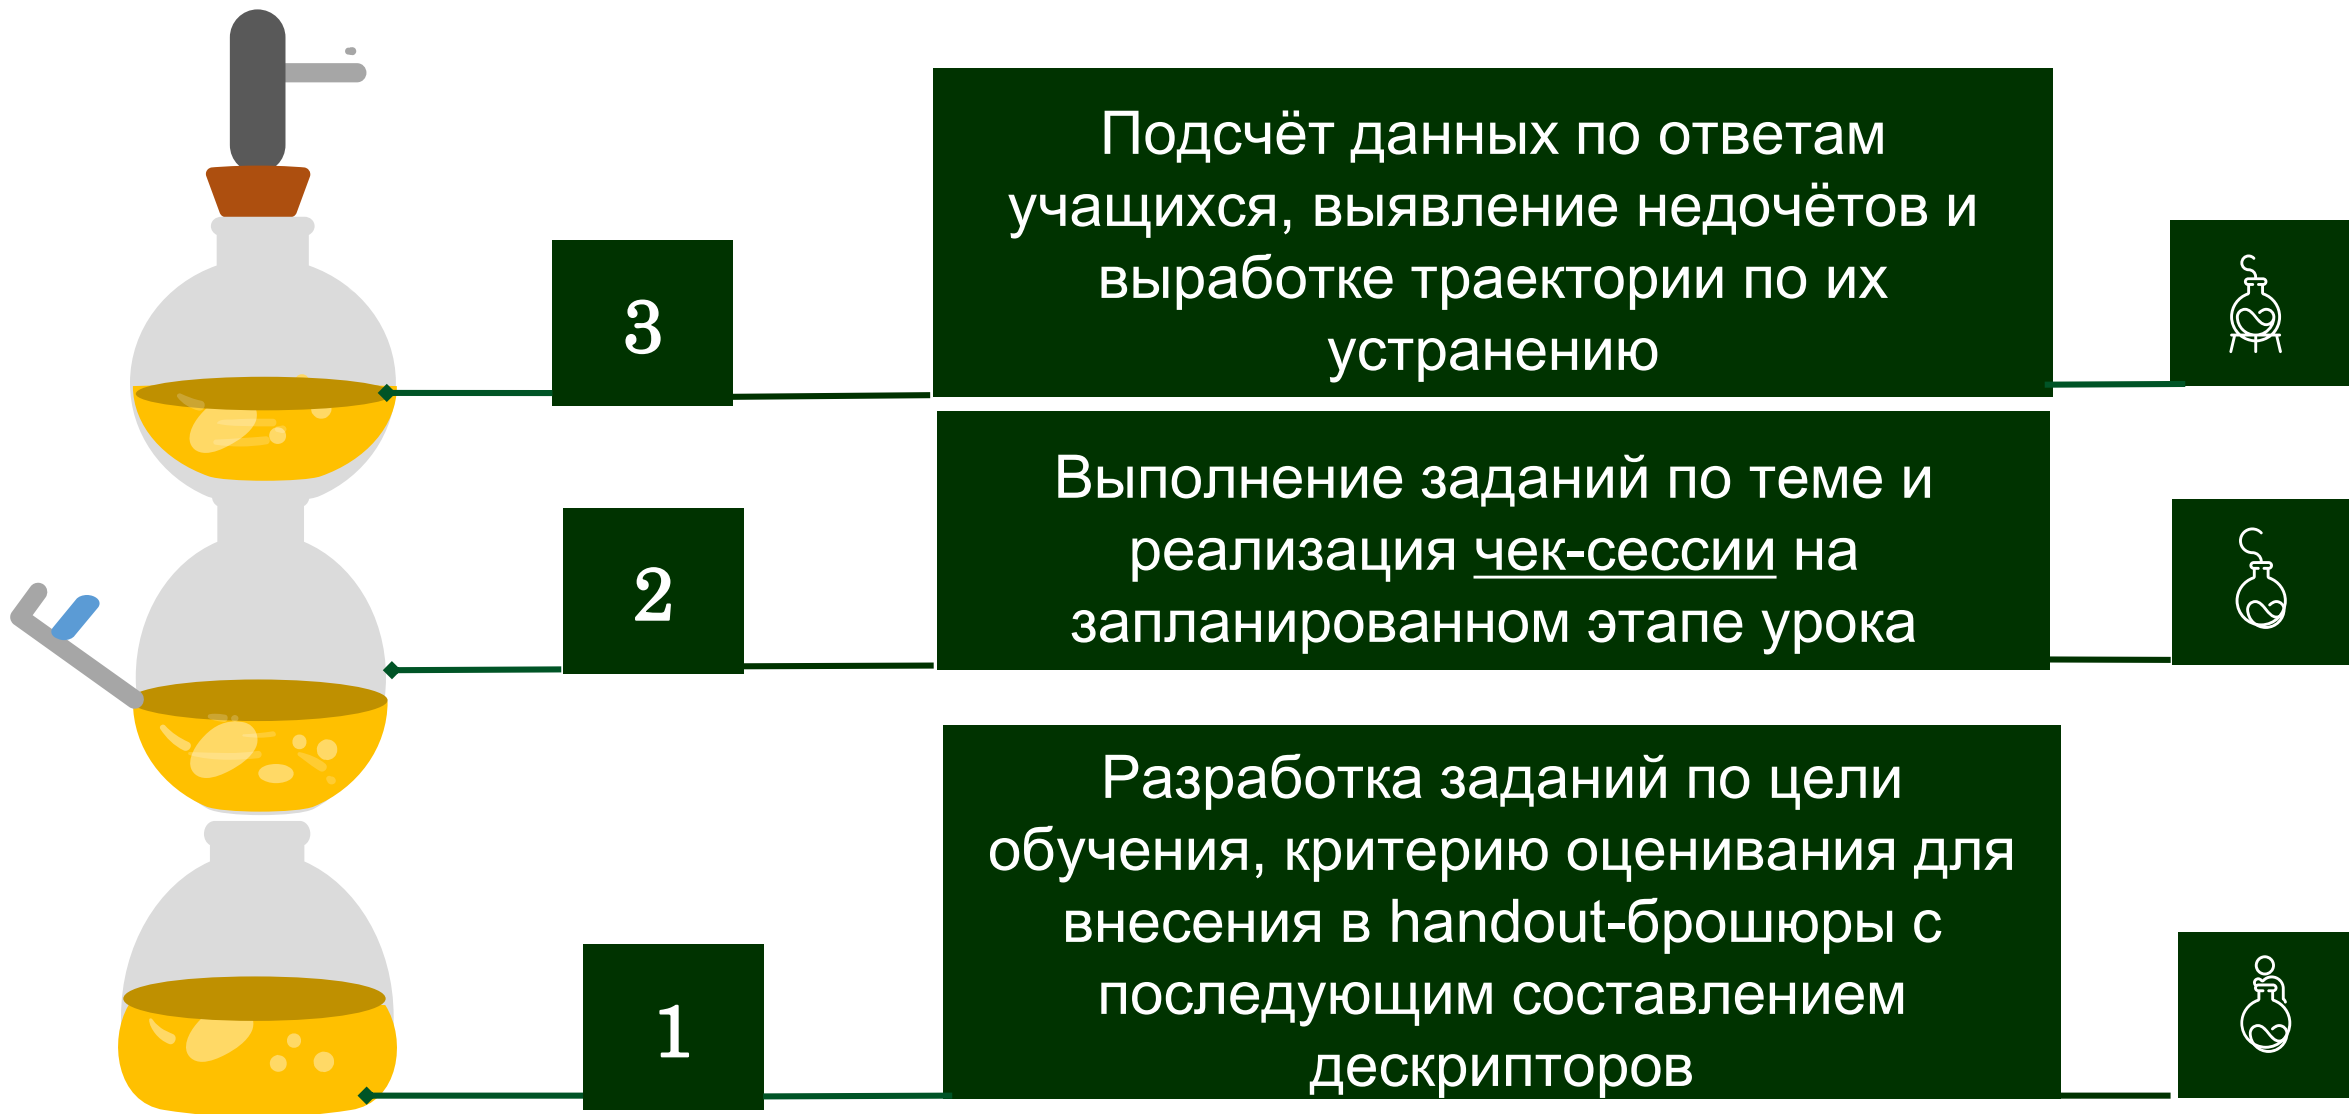 3
Подсчёт данных по ответам
учащихся, выявление недочётов и
выработке траектории по их
устранению
2
Выполнение заданий по теме и
реализация чек-сессии на
запланированном этапе урока
1
Разработка заданий по цели
обучения, критерию оценивания для
внесения в handout-брошюры с
последующим составлением
дескрипторов